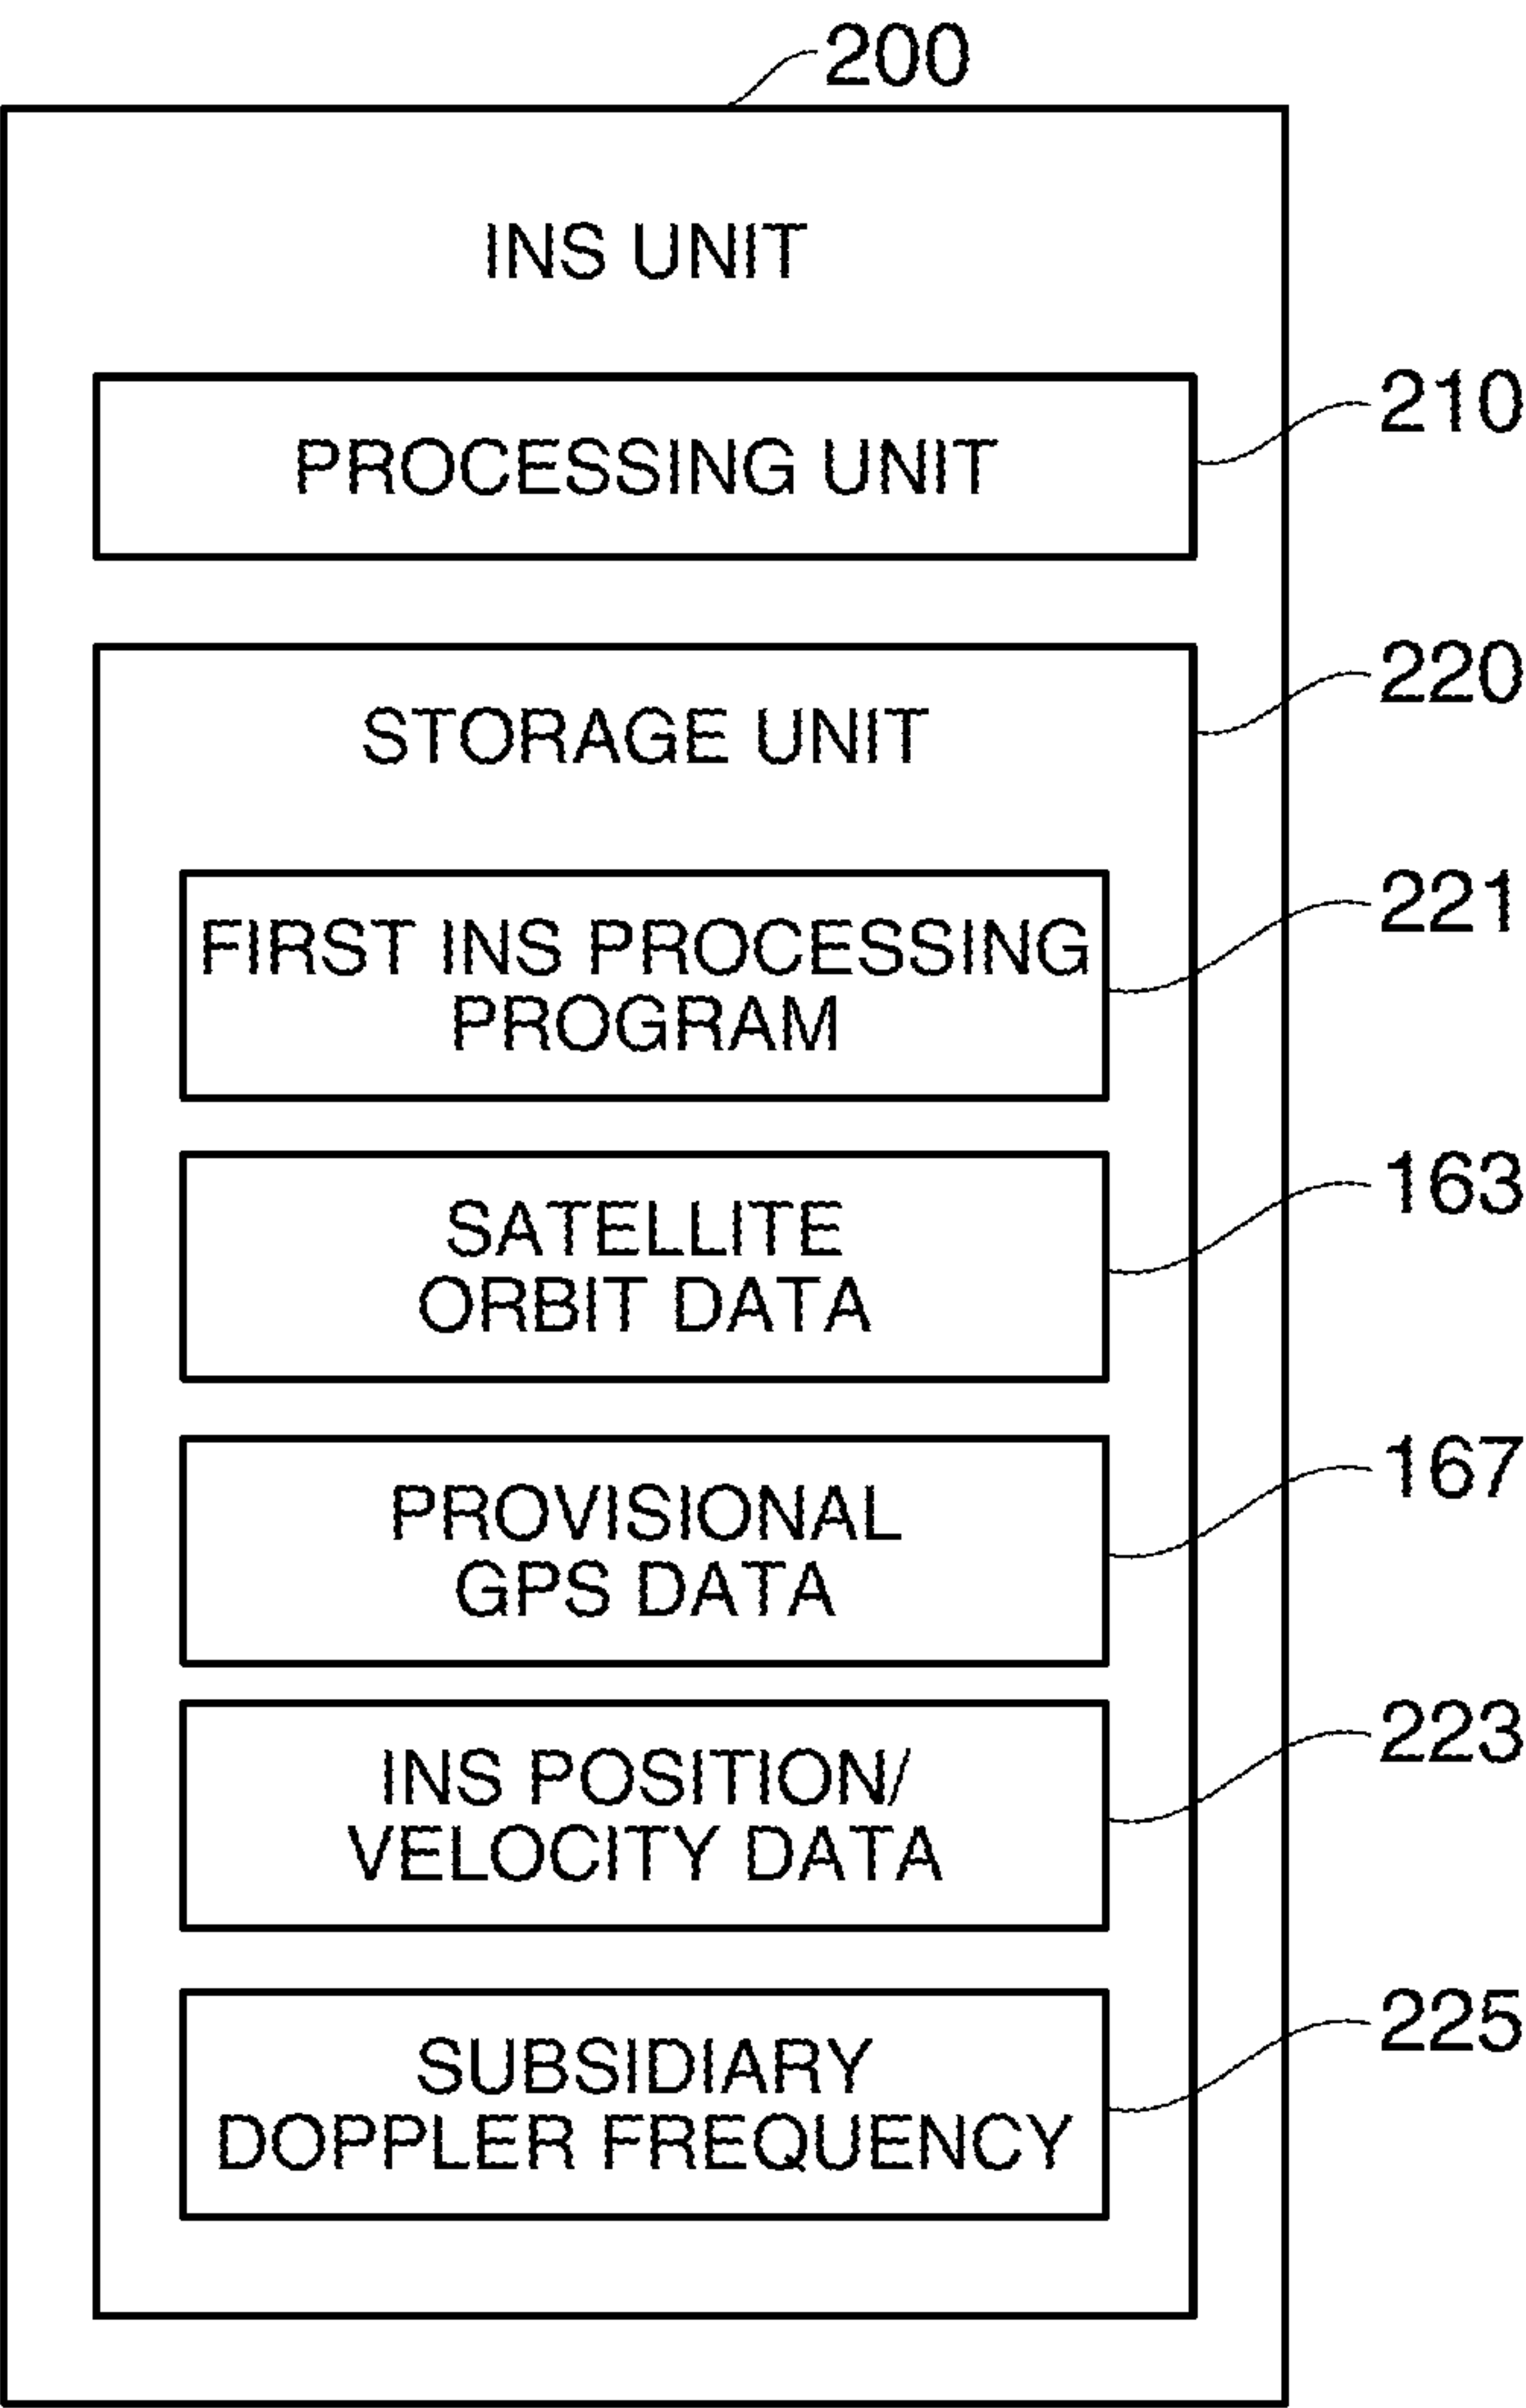 200
INS UNIT
210
PROCESSING UNIT
220
STORAGE UNIT
221
FIRST INS PROCESSING
PROGRAM
163
SATELLITE
ORBIT DATA
167
PROVISIONAL
GPS DATA
223
INS POSITION/
VELOCITY DATA
225
SUBSIDIARY
DOPPLER FREQUENCY